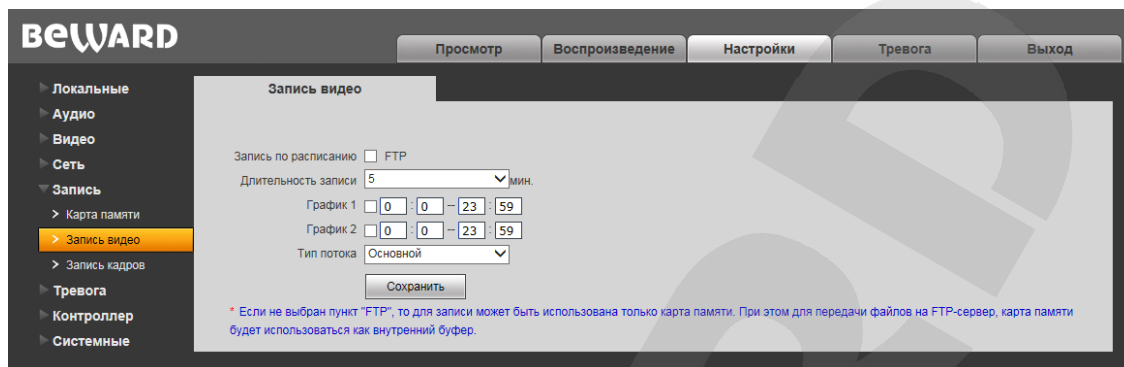 BEWARD
Просмотр Воспроизведение Настройки Тревога Выход
Локальные
Аудио
Видео
Сеть
Запись
> Карта памяти
> Запись видео
> Запись кадров
Тревога
Контроллер
Системные
Запись видео
Запись по расписанию FTP
Длительность записи 5 мин.
График 1 0 : 0 – 23 : 59
График 2 0 : 0 – 23 : 59
Тип потока Основной
Сохранить
* Если не выбран пункт "FTP", то для записи может быть использована только карта памяти. При этом для передачи файлов на FTP-сервер, карта памяти
будет использоваться как внутренний буфер.